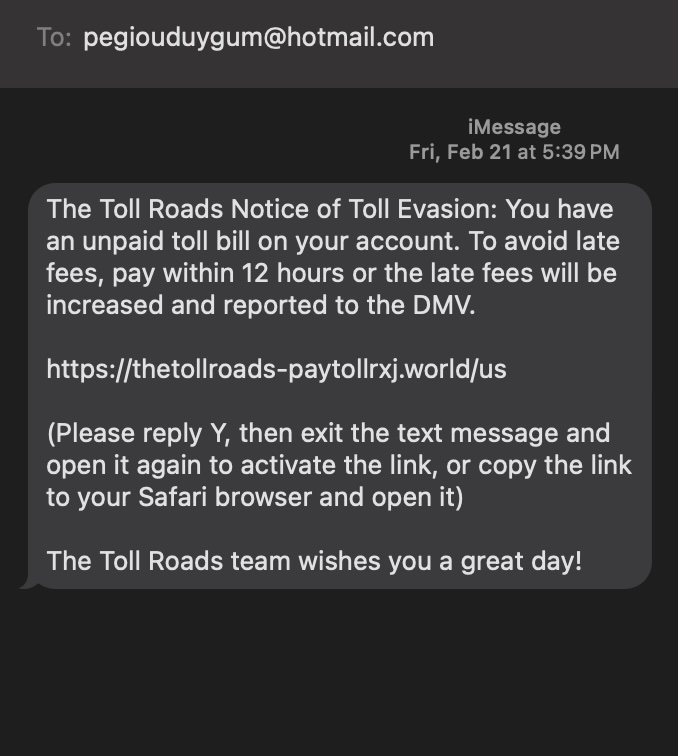 To: pegiouduygum@hotmail.com
iMessage
Fri, Feb 21 at 5:39 PM
The Toll Roads Notice of Toll Evasion: You have
an unpaid toll bill on your account. To avoid late
fees, pay within 12 hours or the late fees will be
increased and reported to the DMV.
https://thetollroads-paytollrxj.world/us
(Please reply Y, then exit the text message and
open it again to activate the link, or copy the link
to your Safari browser and open it)
The Toll Roads team wishes you a great day!